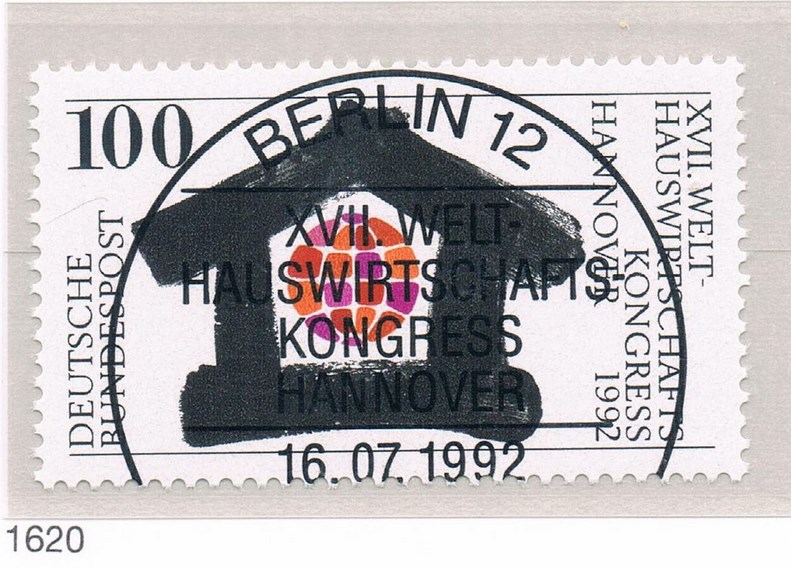 100
DEUTSCHE
BUNDESPOST
XVII. WELT-
HAUSWIRTSCHAFTS
KONGRESS
HANNOVER 1992
BERLIN 12
XVII. WELT-
HAUSWIRTSCHAFTS-
KONGRESS
HANNOVER
16.07.1992
1620